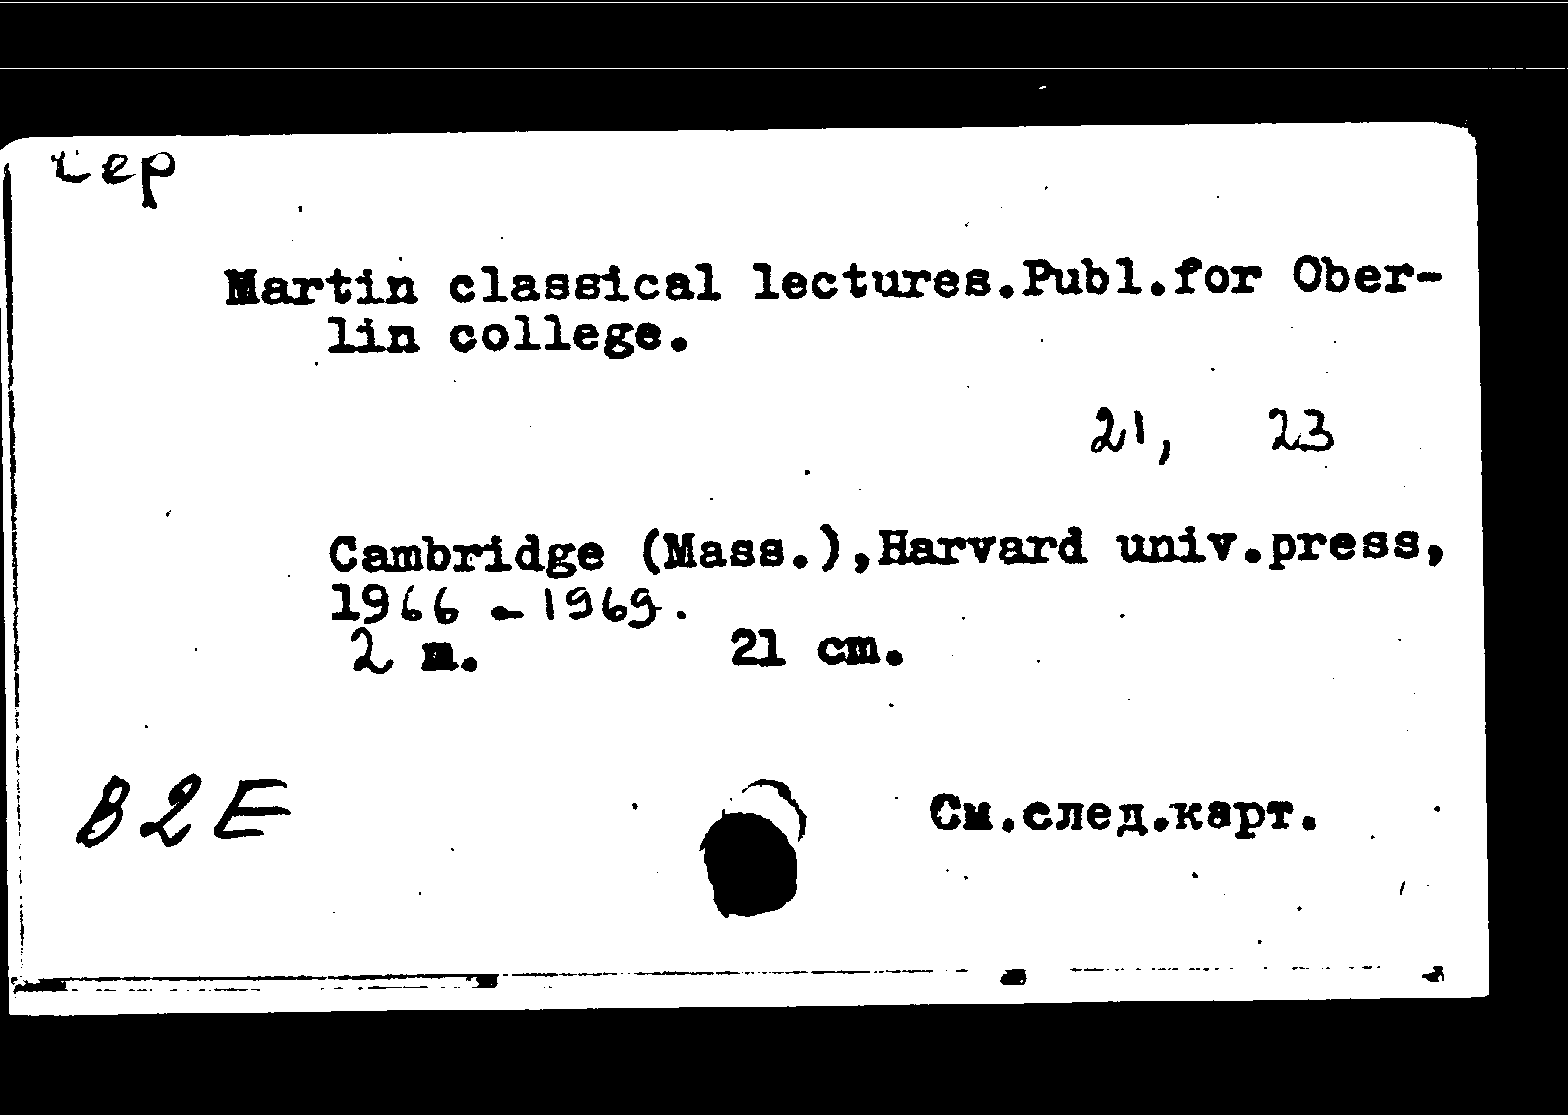 Сер
Martin classical lectures.Publ.for Ober-
lin college.
21, 23
Cambridge (Mass.),Harvard univ.press,
1966 - 1969.
2 т. 21 cm.
B2E
См.след.карт.